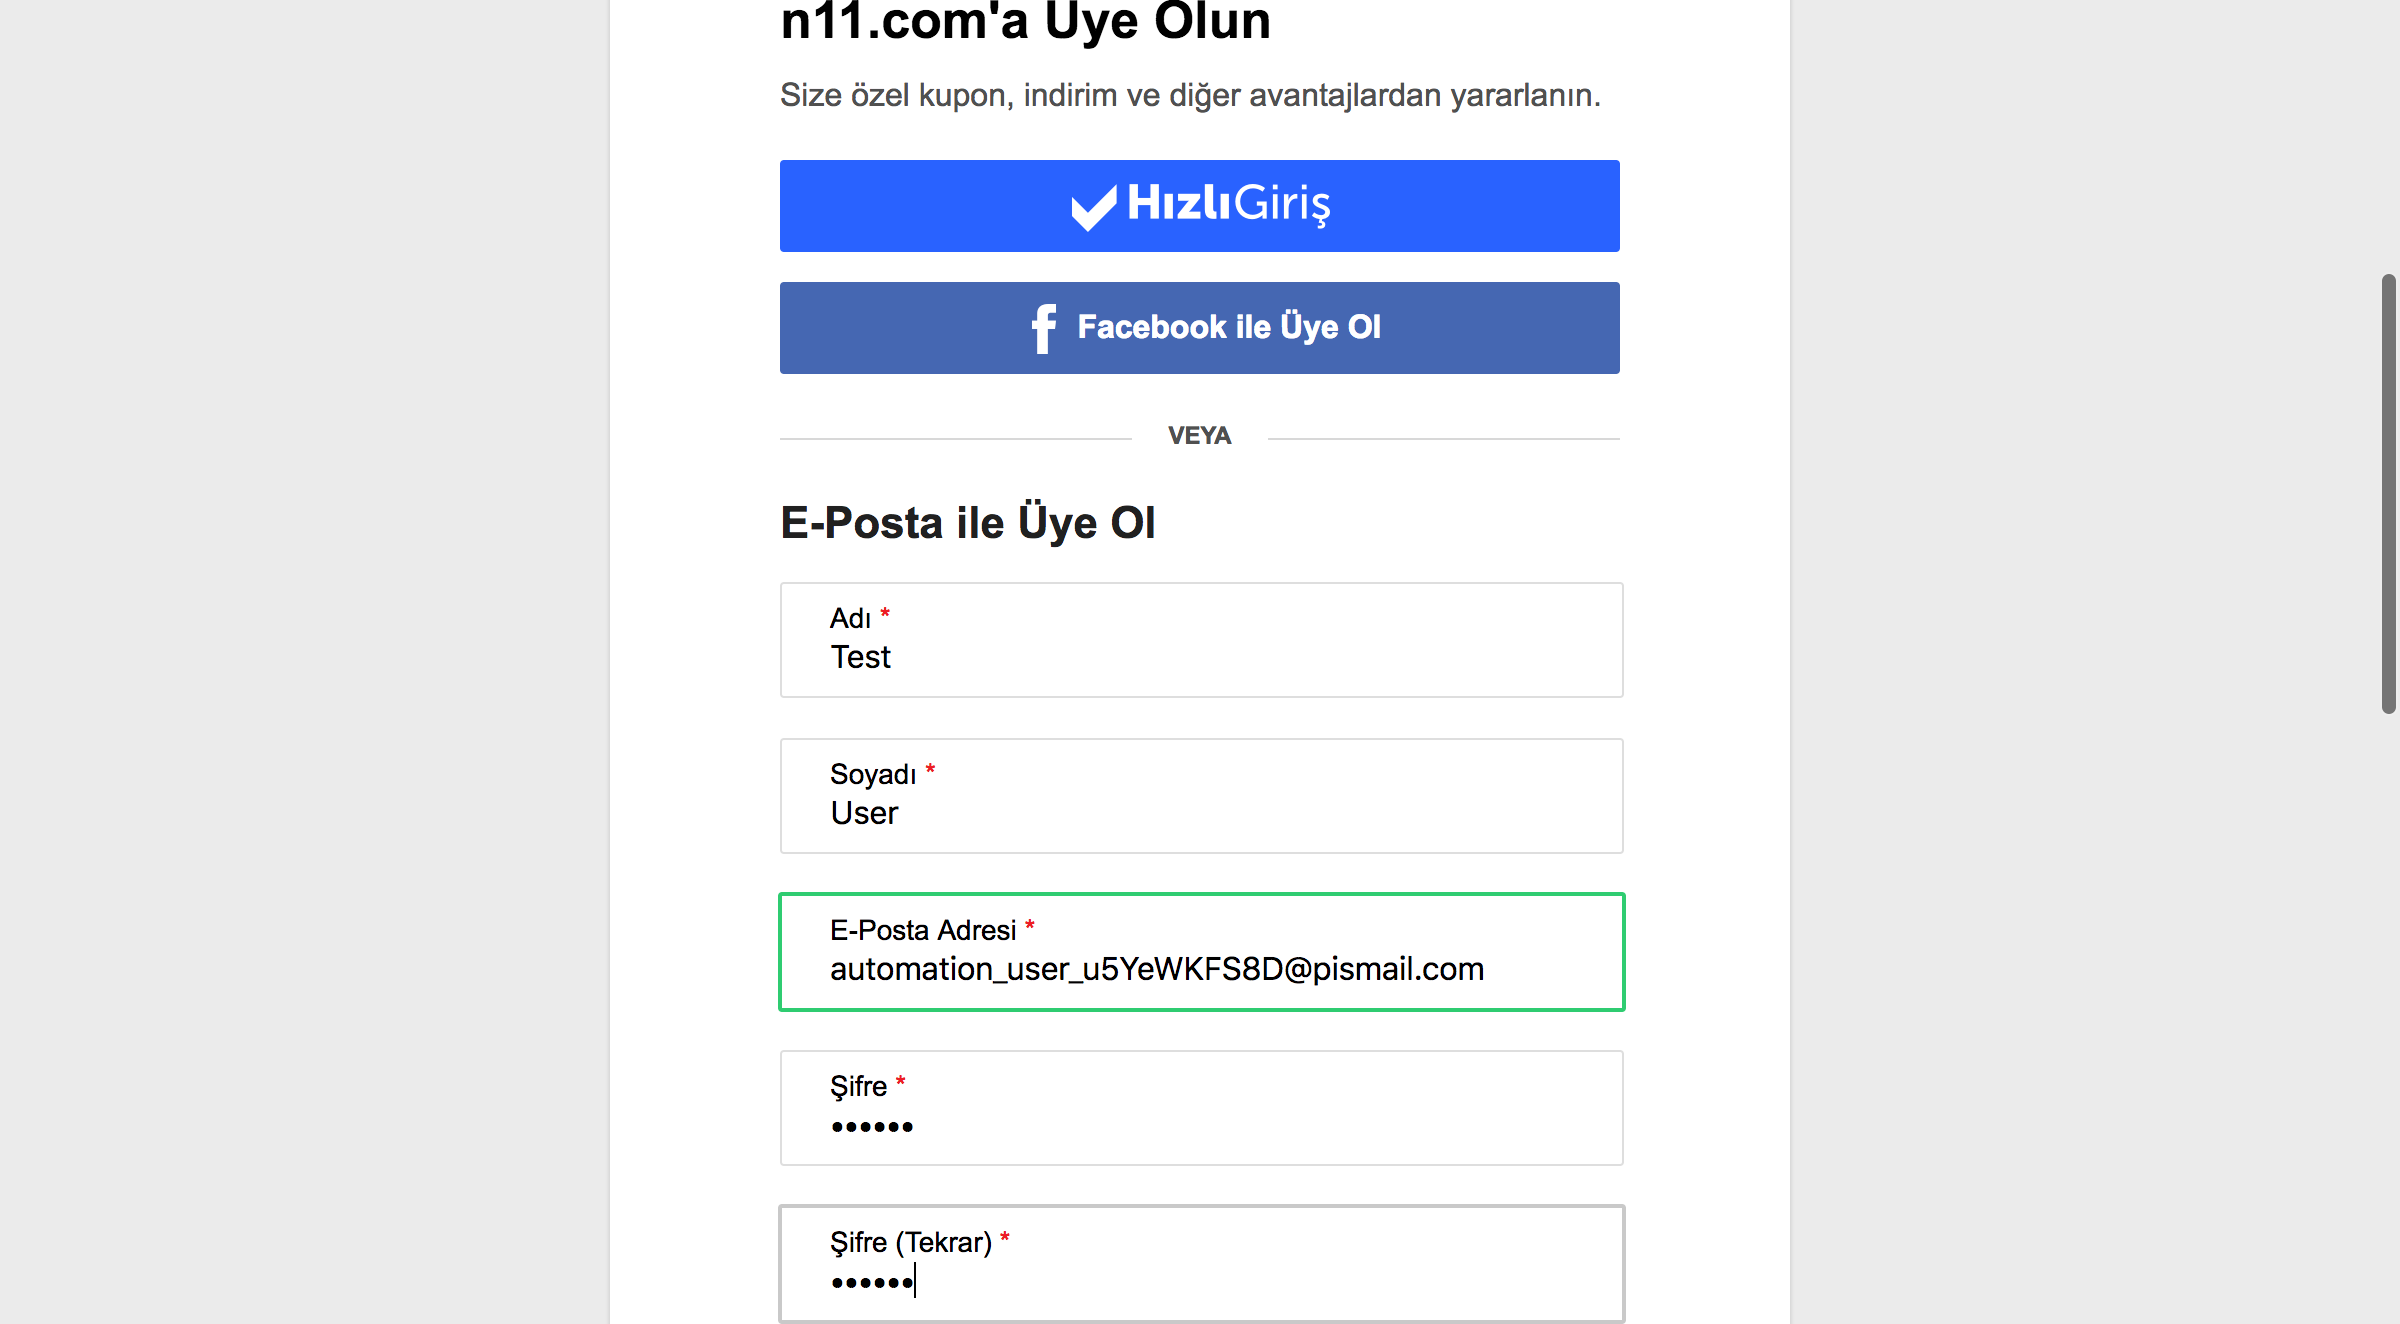 n11.com'a Üye Olun
Size özel kupon, indirim ve diğer avantajlardan yararlanın.
HızlıGiriş
Facebook ile Üye Ol
VEYA
E-Posta ile Üye Ol
Adı *
Test
Soyadı *
User
E-Posta Adresi *
automation_user_u5YeWKFS8D@pismail.com
Şifre *
••••••
Şifre (Tekrar) *
••••••